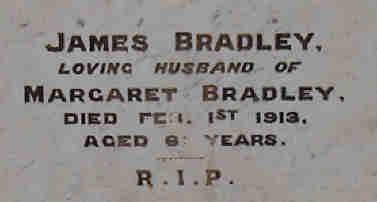 JAMES BRADLEY,
LOVING HUSBAND OF
MARGARET BRADLEY,
DIED FEB. 1ST 1913,
AGED YEARS.
R.I.P.